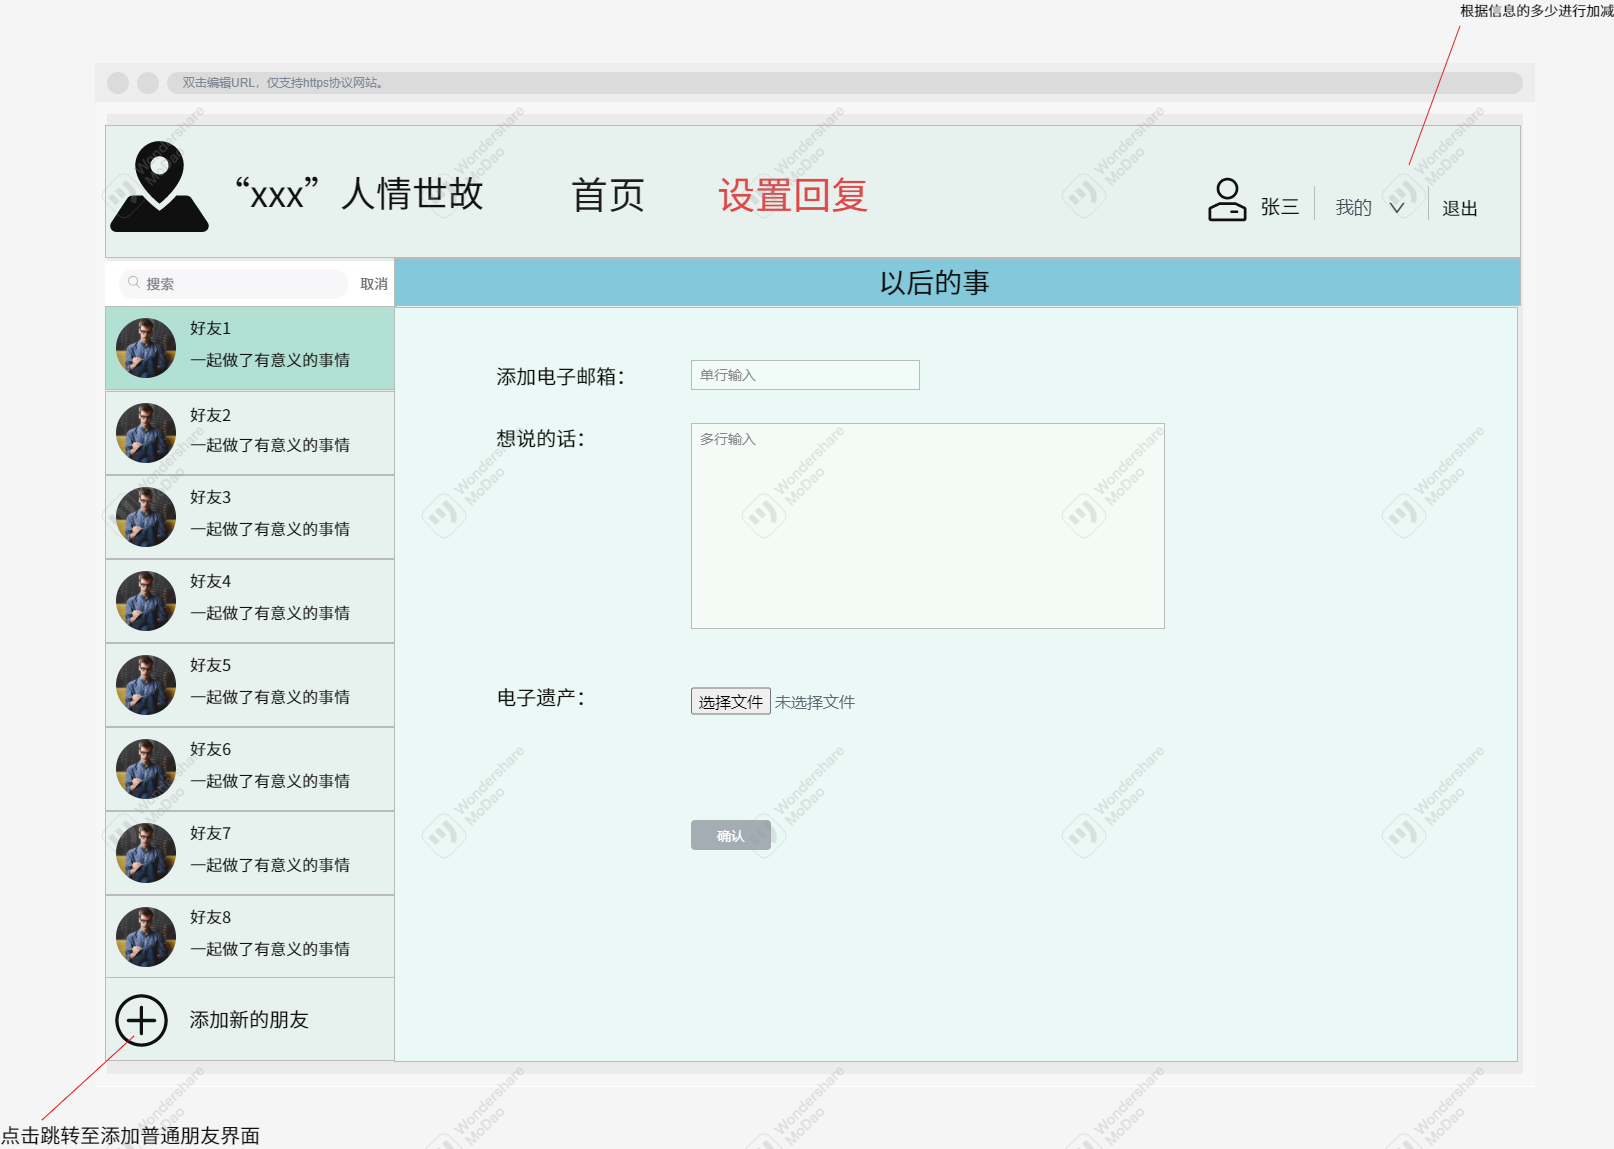 根据信息的多少进行加减
双击编辑URL，仅支持https协议网站。
“xxx”人情世故 首页 设置回复 张三 我的 退出
搜索 取消
以后的事
好友1
一起做了有意义的事情
好友2
一起做了有意义的事情
好友3
一起做了有意义的事情
好友4
一起做了有意义的事情
好友5
一起做了有意义的事情
好友6
一起做了有意义的事情
好友7
一起做了有意义的事情
好友8
一起做了有意义的事情
添加新的朋友
添加电子邮箱： 单行输入
想说的话： 多行输入
电子遗产： 选择文件 未选择文件
确认
点击跳转至添加普通朋友界面
Wondershare
MoDao